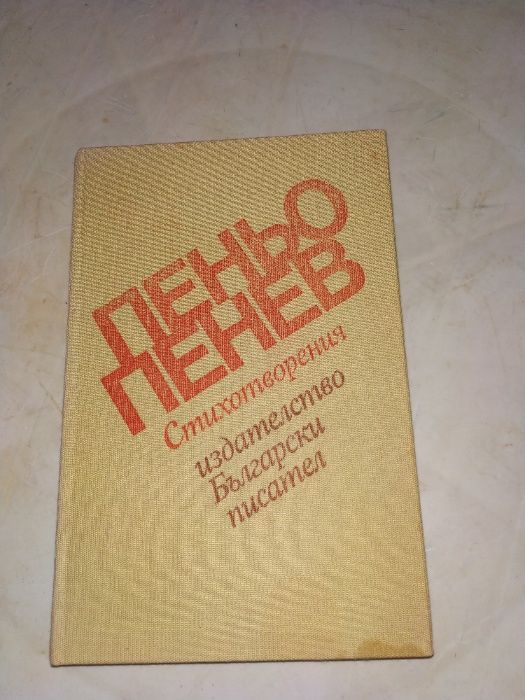 ПЕНЬО
ПЕНЕВ
Стихотворения
издателство
Български
писател